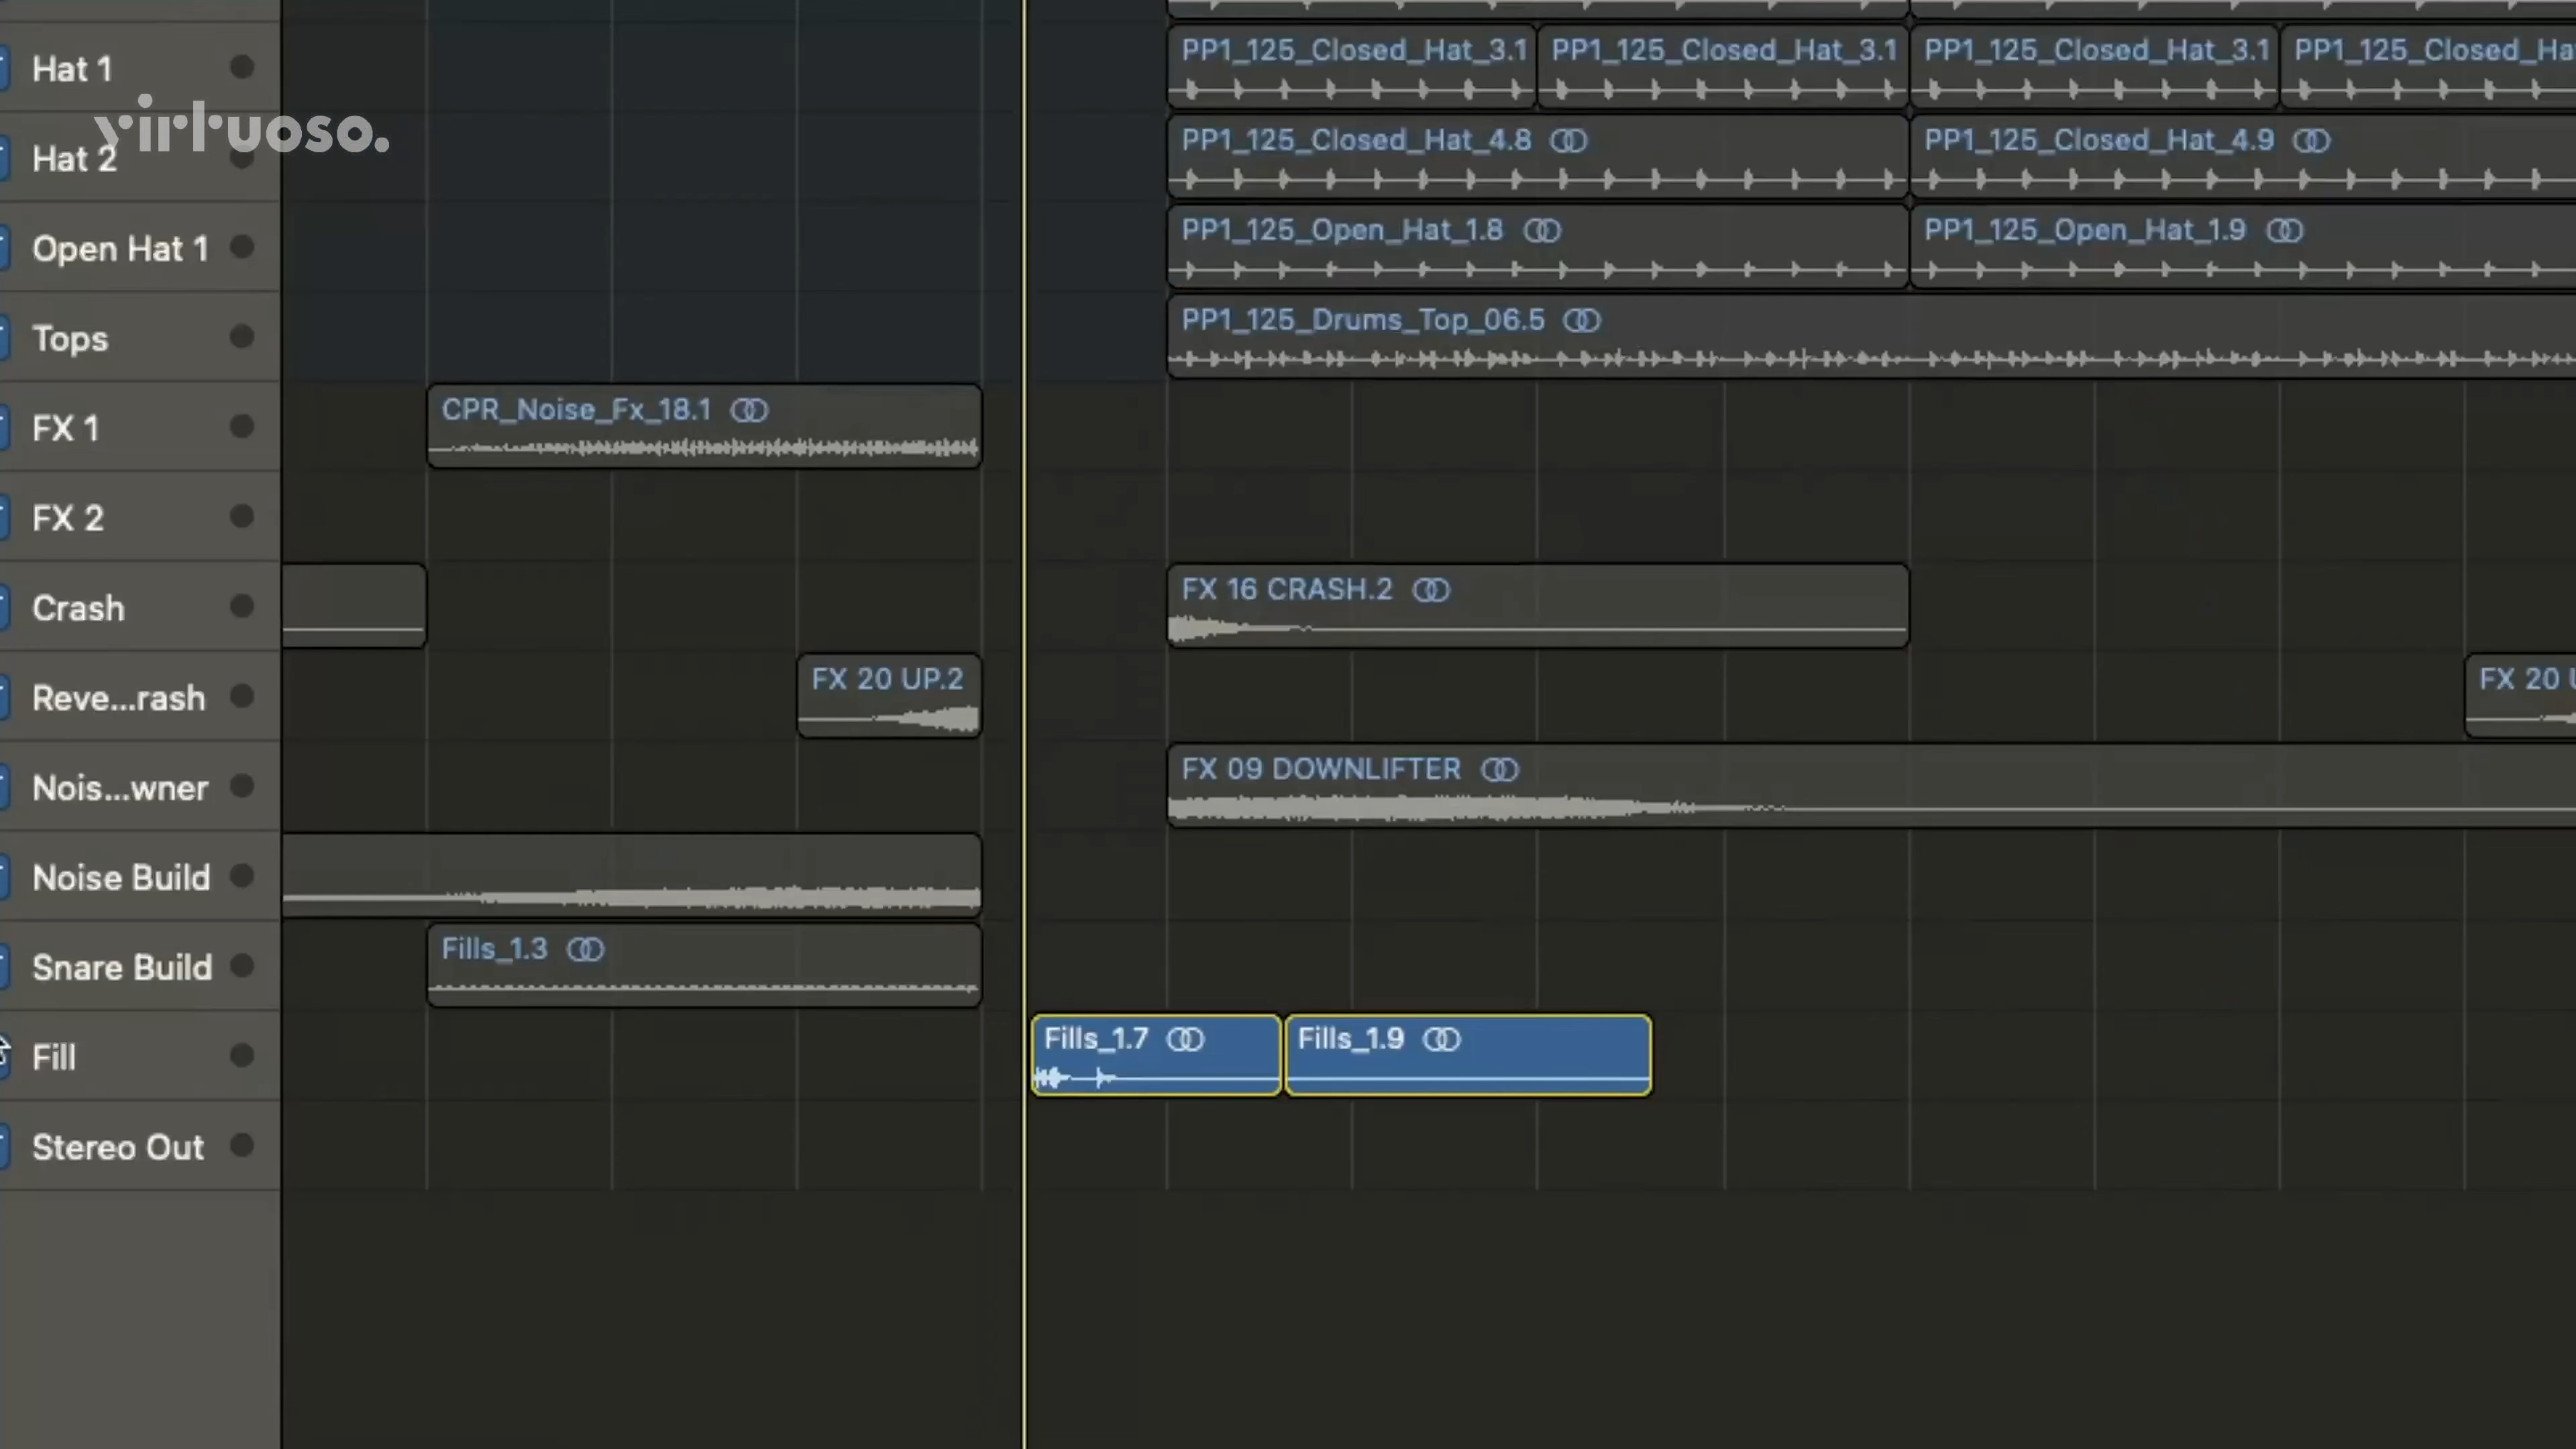 Hat 1
PP1_125_Closed_Hat_3.1
PP1_125_Closed_Hat_3.1
PP1_125_Closed_Hat_3.1
PP1_125_Closed_Ha
virtuoso.
Hat 2
PP1_125_Closed_Hat_4.8
PP1_125_Closed_Hat_4.9
Open Hat 1
PP1_125_Open_Hat_1.8
PP1_125_Open_Hat_1.9
Tops
PP1_125_Drums_Top_06.5
FX 1
CPR_Noise_Fx_18.1
FX 2
Crash
FX 16 CRASH.2
Reve...rash
FX 20 UP.2
FX 20 U
Nois...wner
FX 09 DOWNLIFTER
Noise Build
Snare Build
Fills_1.3
Fill
Fills_1.7
Fills_1.9
Stereo Out